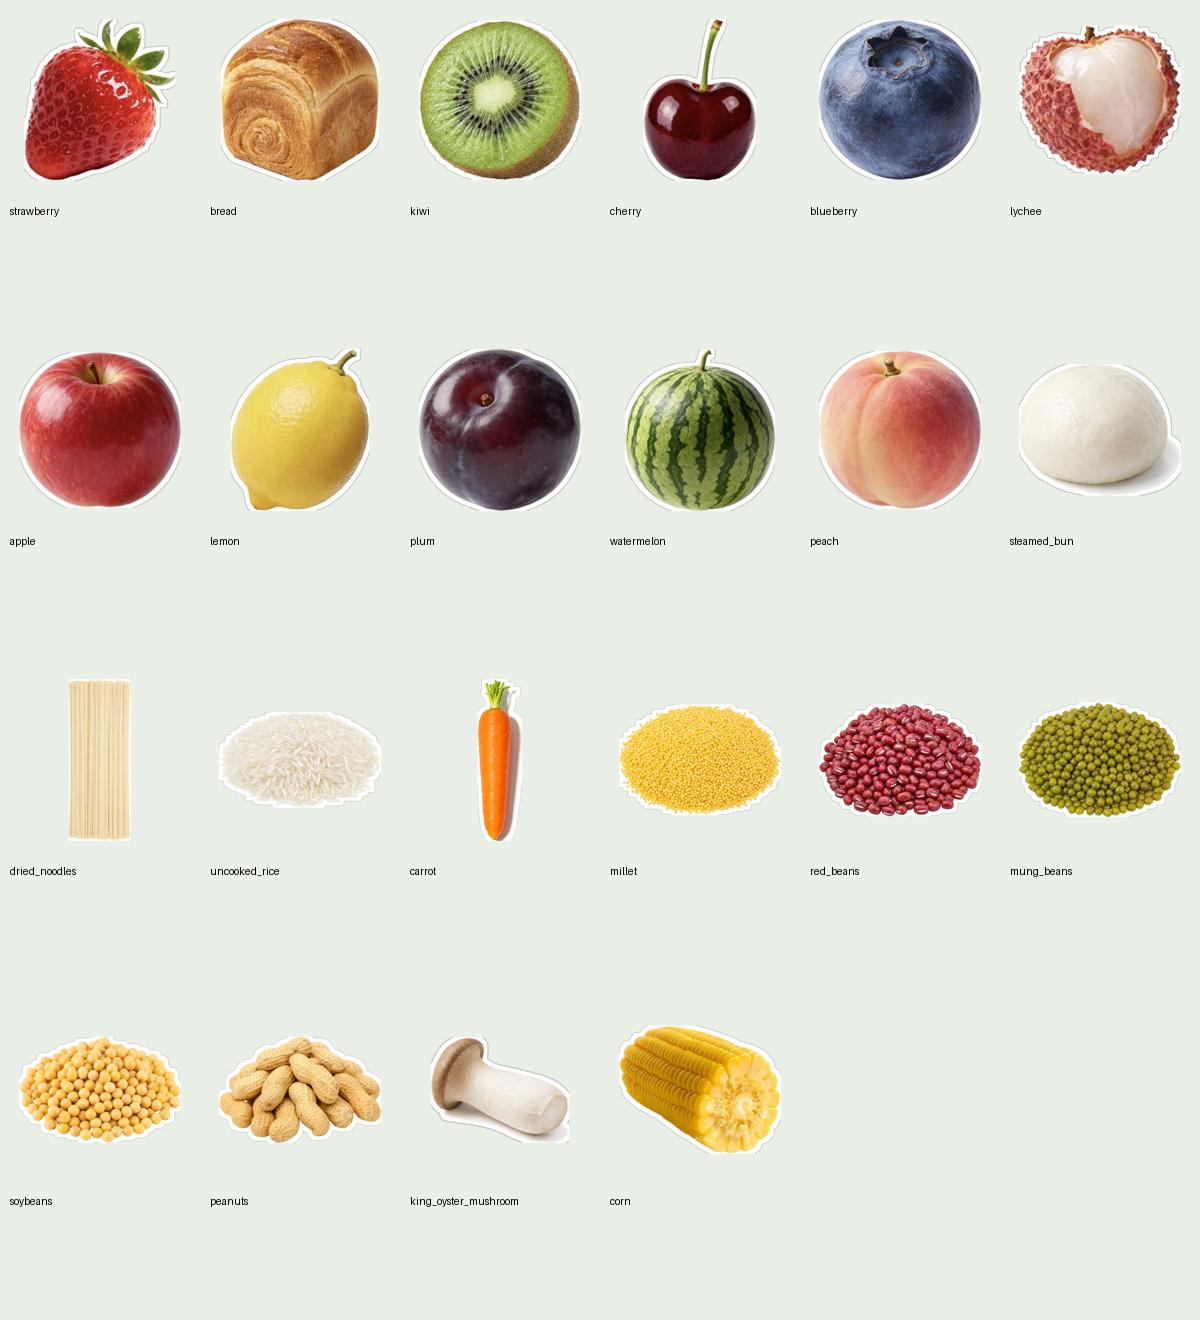 strawberry
bread
kiwi
cherry
blueberry
lychee
apple
lemon
plum
watermelon
peach
steamed_bun
dried_noodles
uncooked_rice
carrot
millet
red_beans
mung_beans
soybeans
peanuts
king_oyster_mushroom
corn